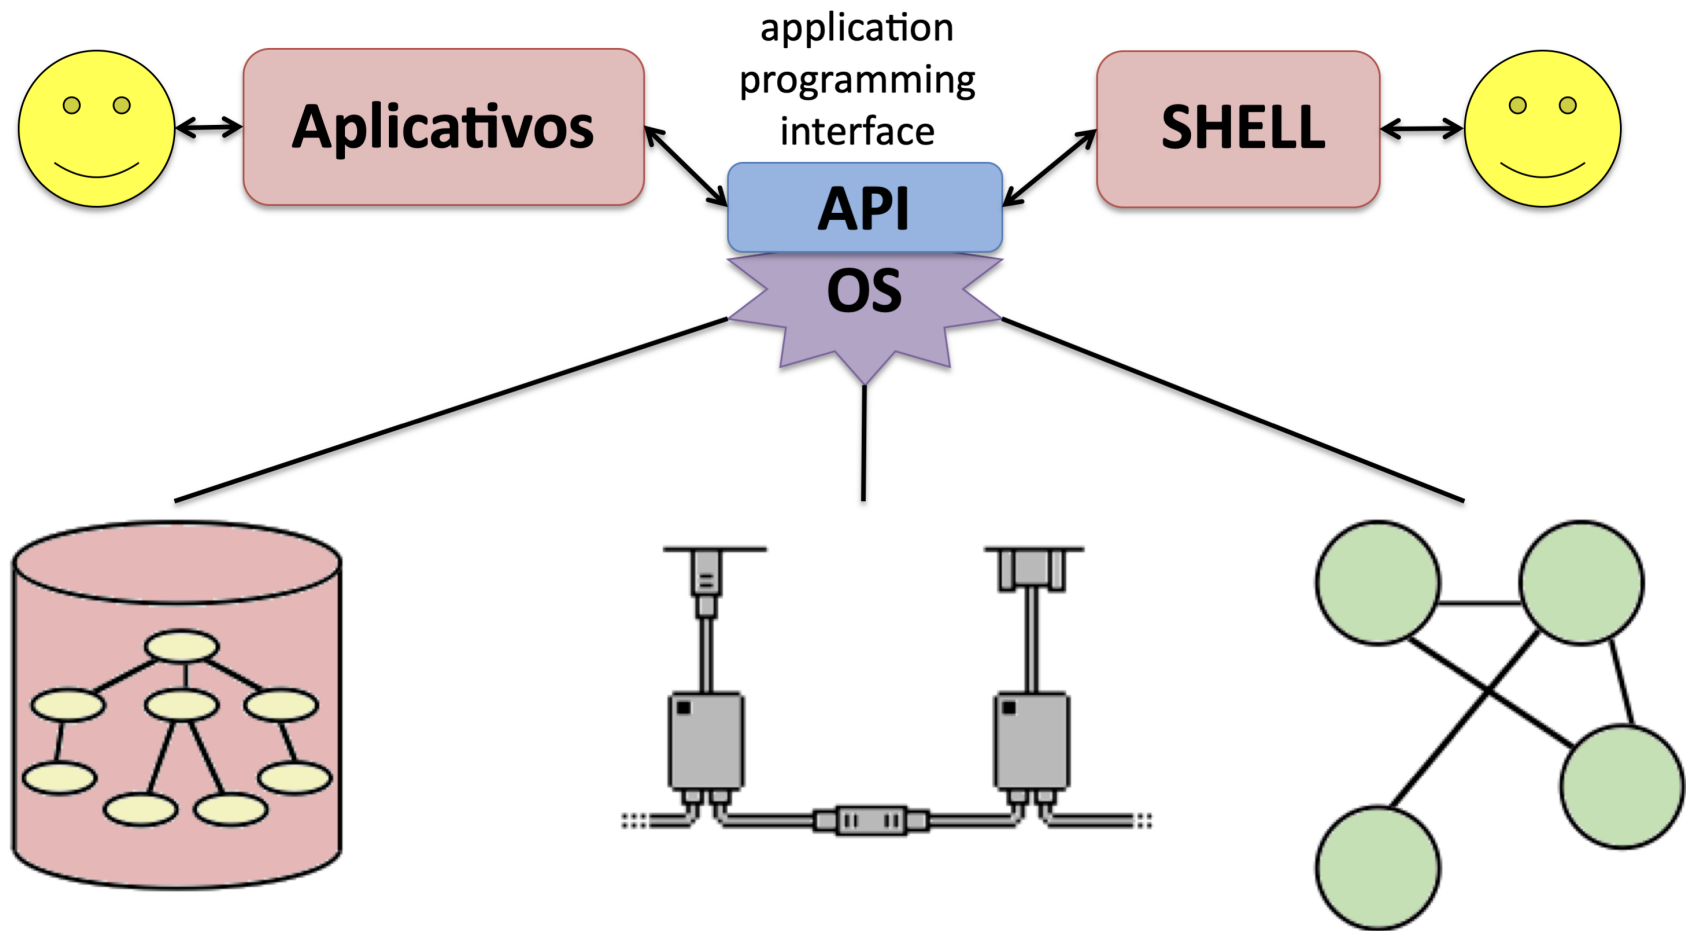 application
programming
interface
Aplicativos
SHELL
API
OS